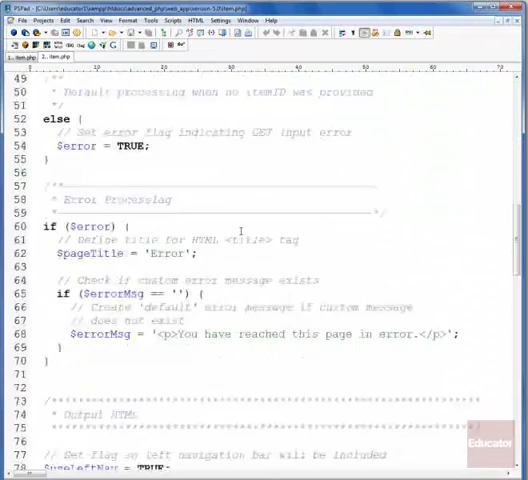 PSPad - [C:\Users\educator1\xampp\htdocs\advanced_php\web_app\version-5.0\item.php]
File Projects Edit Search View Format Tools Scripts HTML Settings Window Help
1.. item.php 2.. item.php
0 10 20 30 40 50 60 70
49 /**
50 * Default processing when no itemID was provided
51 */
52 else {
53 // Set error flag indicating GET input error
54 $error = TRUE;
55 }
56
57 /**
58 * Error Processing
59 */
60 if ($error) {
61 // Define title for HTML <title> tag
62 $pageTitle = 'Error';
63
64 // Check if custom error message exists
65 if ($errorMsg == '') {
66 // Create 'default' error message if custom message
67 // does not exist
68 $errorMsg = '<p>You have reached this page in error.</p>';
69 }
70 }
71
72
73
74 * Output HTML
75
76
77 // Set flag so left navigation bar will be included
78 $useLeftNav = TRUE;
Educator